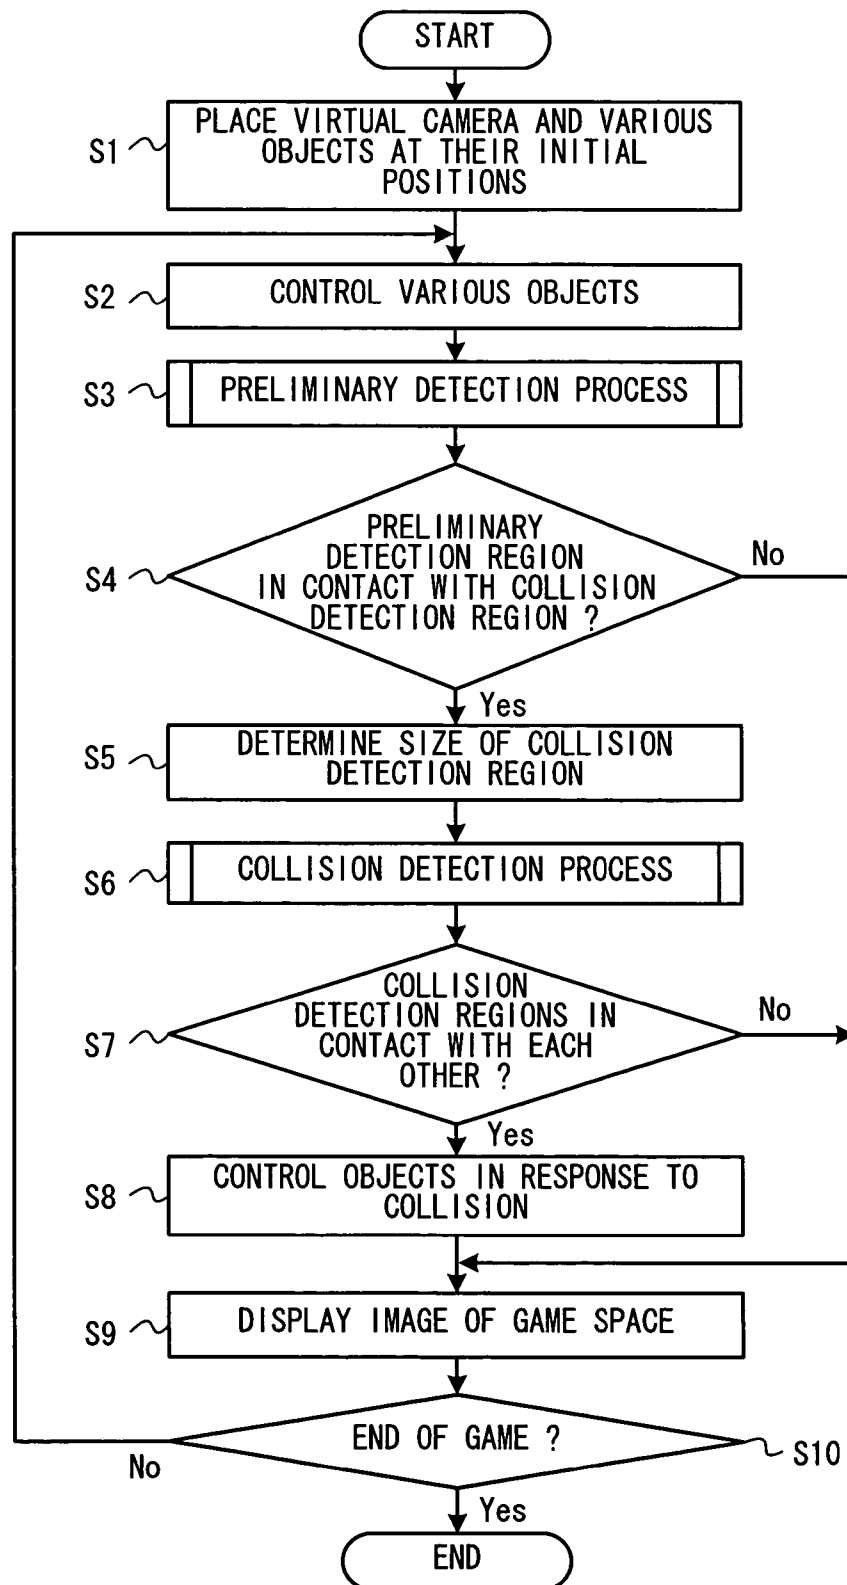 START
S1
PLACE VIRTUAL CAMERA AND VARIOUS
OBJECTS AT THEIR INITIAL
POSITIONS
S2
CONTROL VARIOUS OBJECTS
S3
PRELIMINARY DETECTION PROCESS
S4
PRELIMINARY
DETECTION REGION
IN CONTACT WITH COLLISION
DETECTION REGION ?
No
Yes
S5
DETERMINE SIZE OF COLLISION
DETECTION REGION
S6
COLLISION DETECTION PROCESS
S7
COLLISION
DETECTION REGIONS IN
CONTACT WITH EACH
OTHER ?
No
Yes
S8
CONTROL OBJECTS IN RESPONSE TO
COLLISION
S9
DISPLAY IMAGE OF GAME SPACE
END OF GAME ?
S10
No
Yes
END